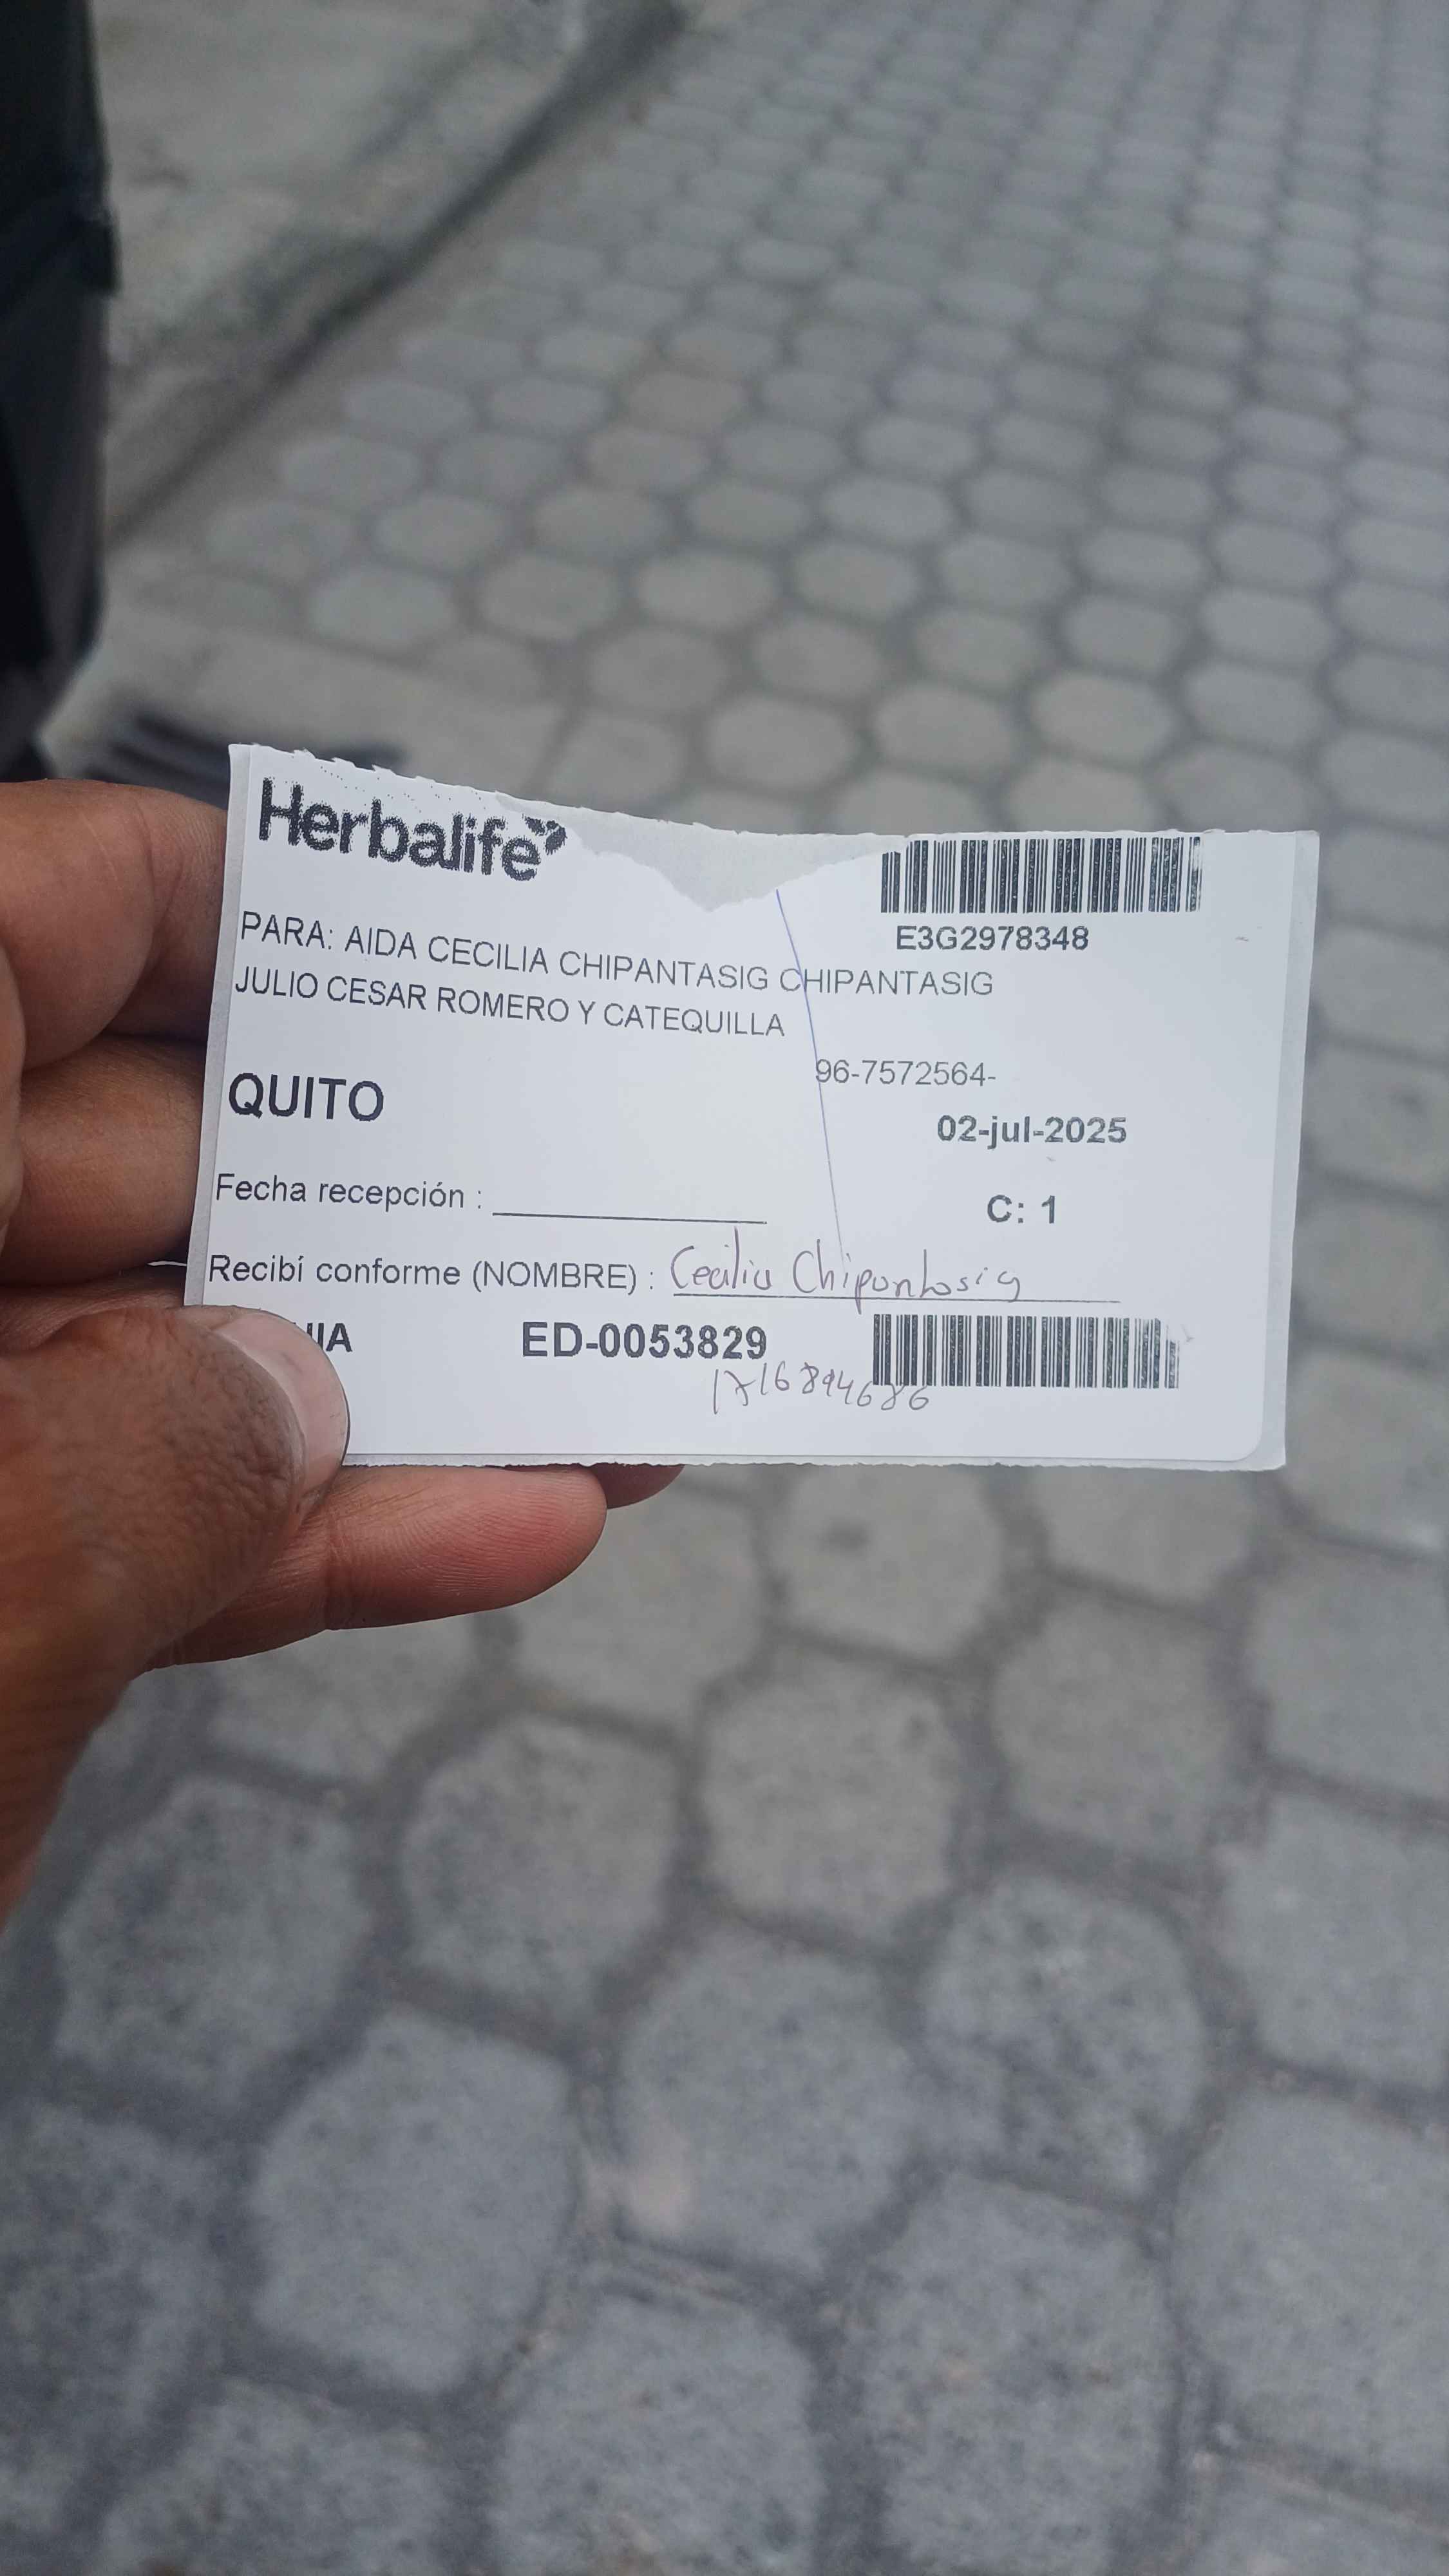 Herbalife
E3G2978348
PARA: AIDA CECILIA CHIPANTASIG CHIPANTASIG
JULIO CESAR ROMERO Y CATEQUILLA
96-7572564-
QUITO
02-jul-2025
Fecha recepción :
C: 1
Recibí conforme (NOMBRE) : Cecilia Chipantasig
ED-0053829
1716894686